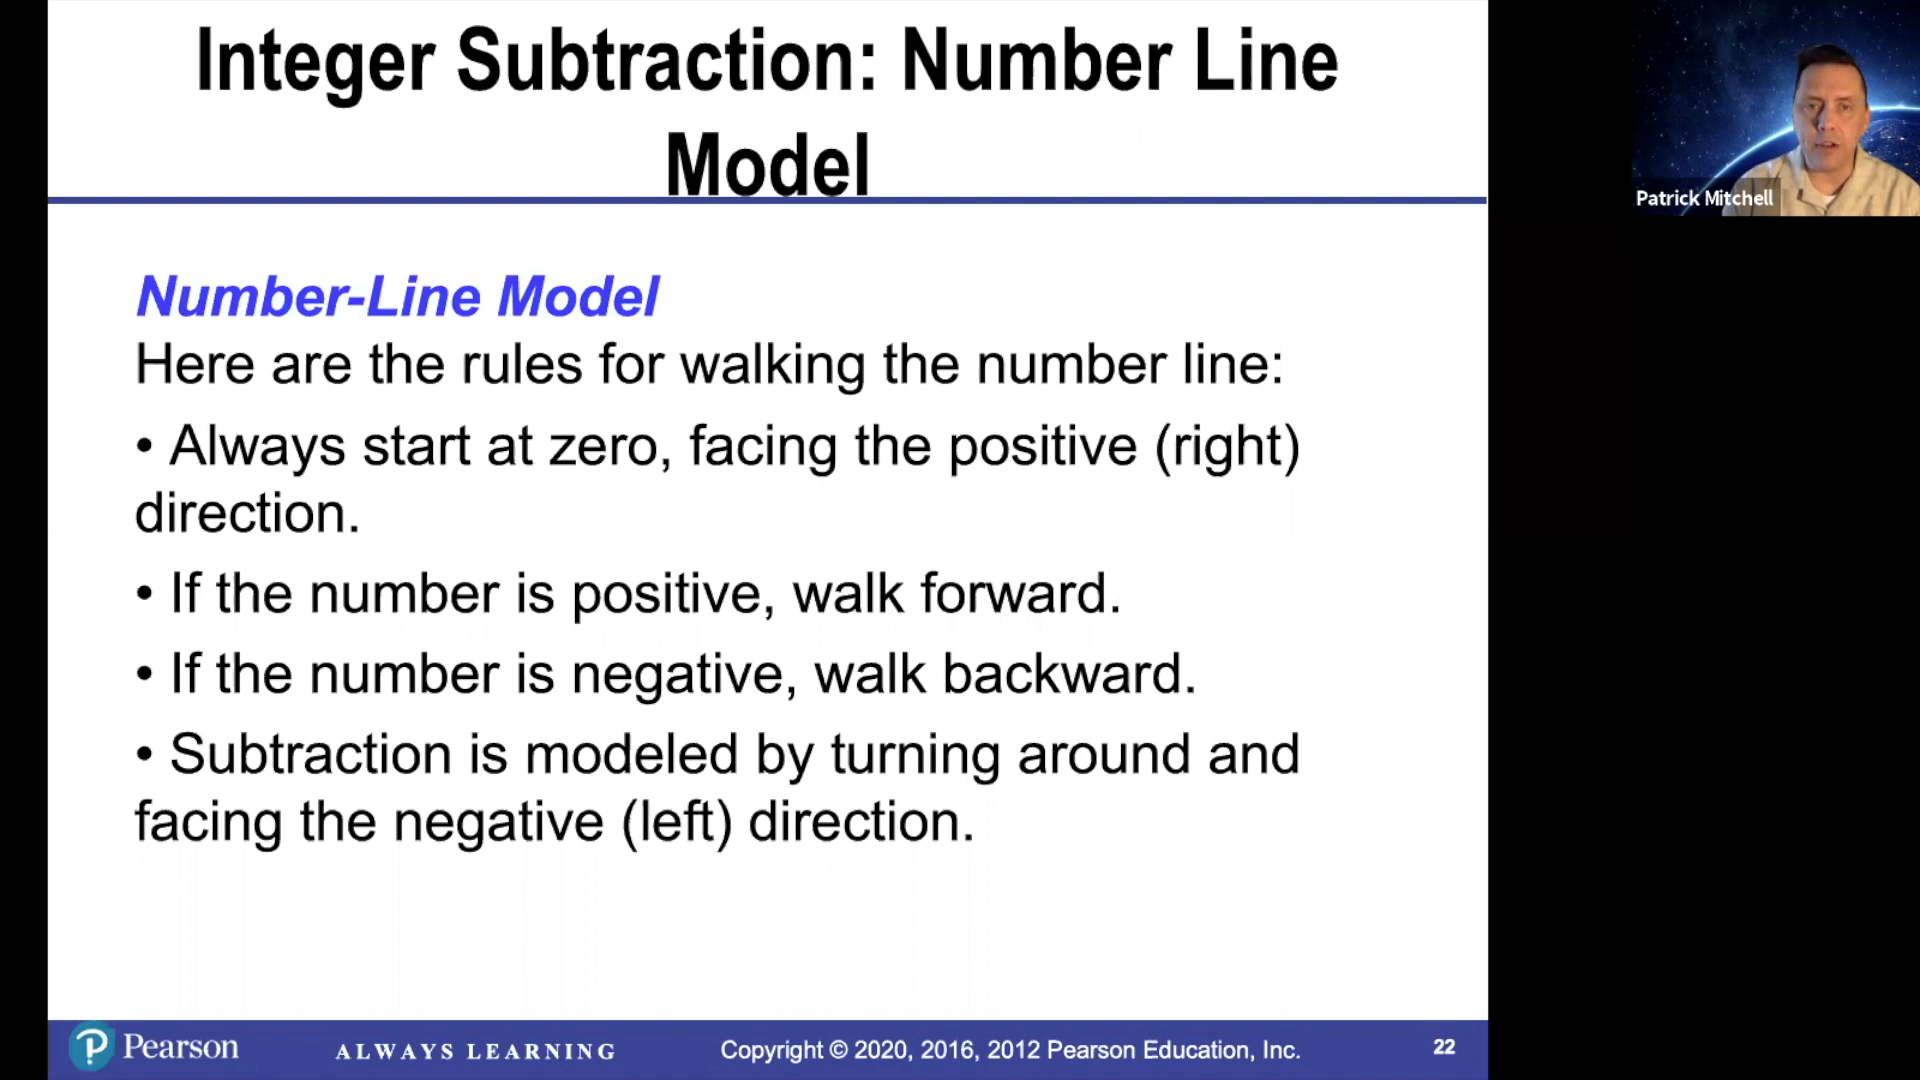 Integer Subtraction: Number Line
Model
Patrick Mitchell
Number-Line Model
Here are the rules for walking the number line:
• Always start at zero, facing the positive (right)
direction.
• If the number is positive, walk forward.
• If the number is negative, walk backward.
• Subtraction is modeled by turning around and
facing the negative (left) direction.
P Pearson
ALWAYS LEARNING
Copyright © 2020, 2016, 2012 Pearson Education, Inc.
22